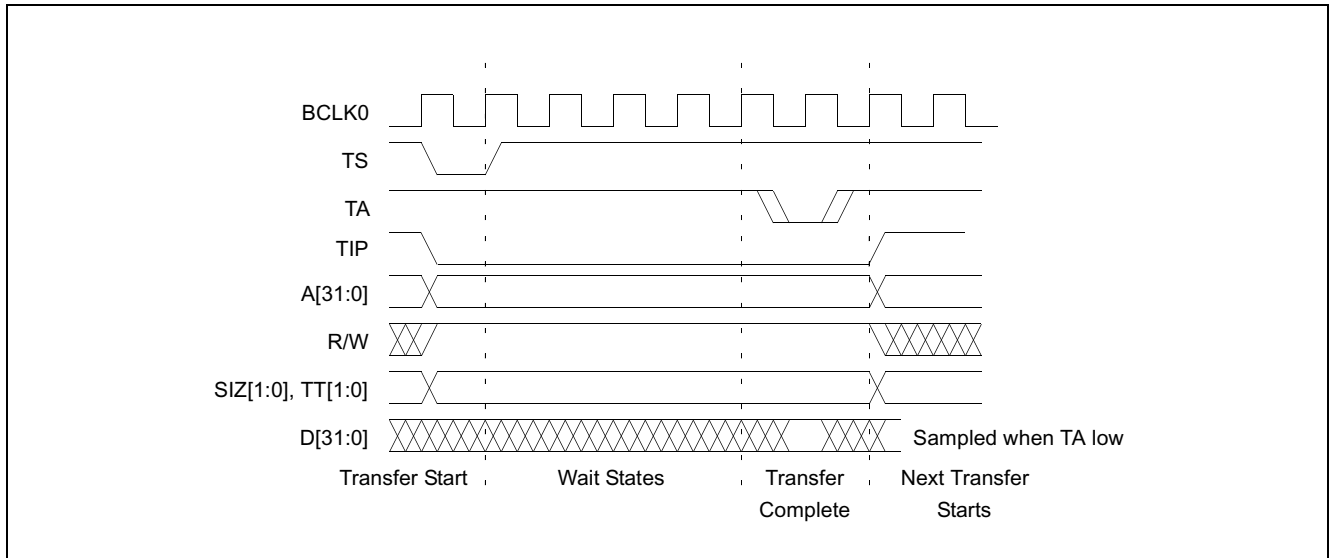 BCLK0
TS
TA
TIP
A[31:0]
R/W
SIZ[1:0], TT[1:0]
D[31:0]
Sampled when TA low
Transfer Start
Wait States
Transfer
Complete
Next Transfer
Starts